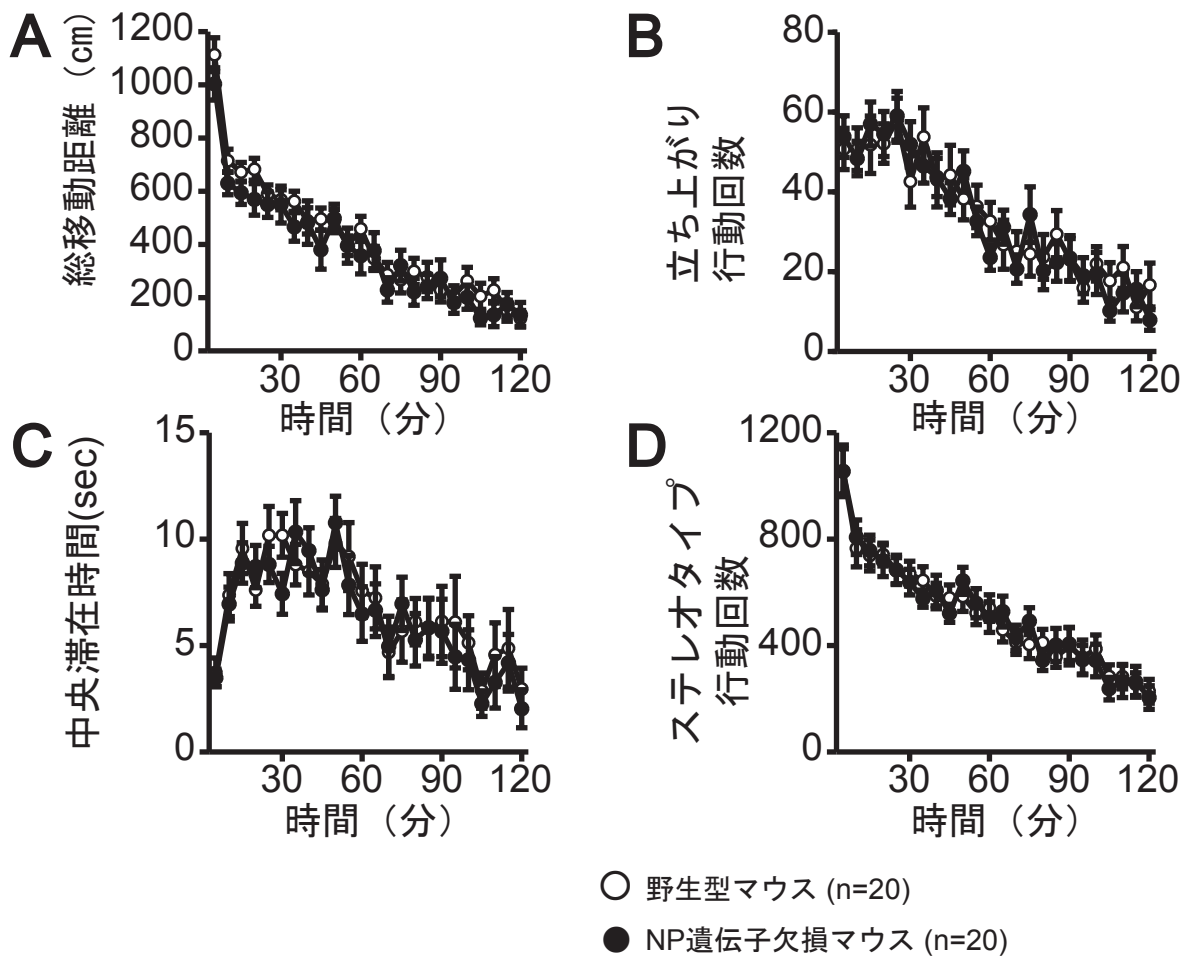 A
総移動距離 (cm)
1200
1000
800
600
400
200
0
30
60
90
120
時間（分）
B
立ち上がり
行動回数
80
60
40
20
0
30
60
90
120
時間（分）
C
中央滞在時間(sec)
15
10
5
0
30
60
90
120
時間（分）
D
ステレオタイプ
行動回数
1200
800
400
0
30
60
90
120
時間（分）
野生型マウス (n=20)
NP遺伝子欠損マウス (n=20)